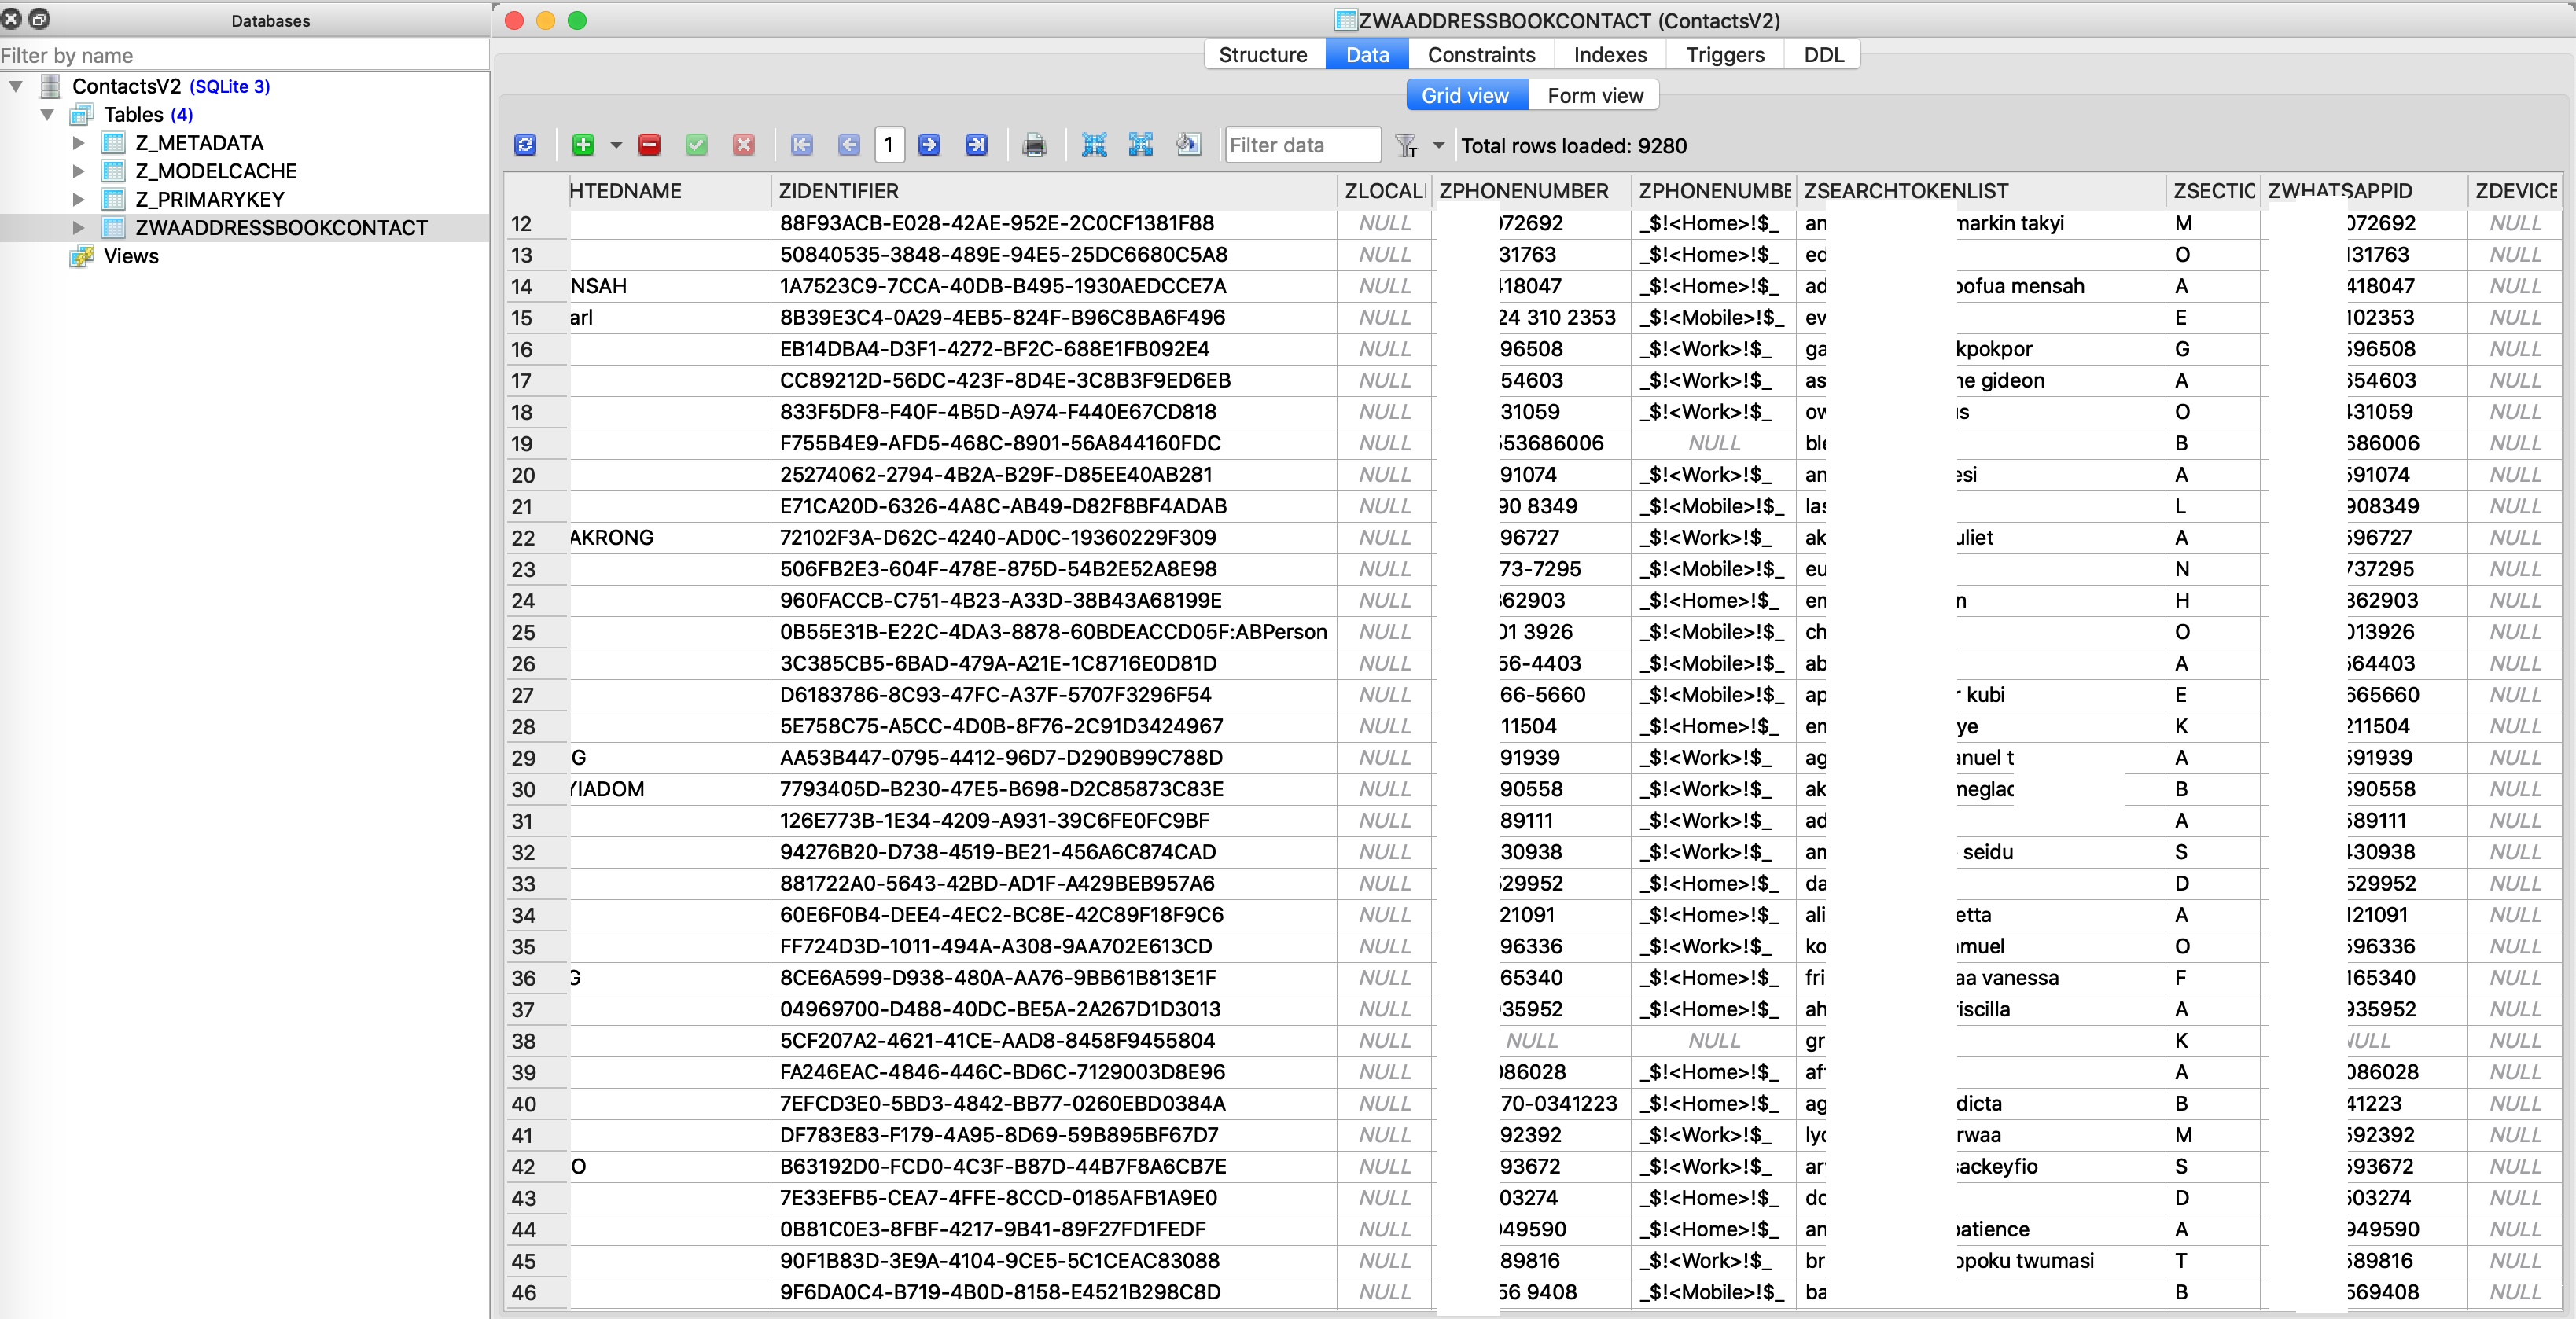 Databases
ZWAADDRESSBOOKCONTACT (ContactsV2)
Filter by name
Structure Data Constraints Indexes Triggers DDL
ContactsV2 (SQLite 3)
Tables (4)
Z_METADATA
Z_MODELCACHE
Z_PRIMARYKEY
ZWAADDRESSBOOKCONTACT
Views
Grid view Form view
1 Filter data Total rows loaded: 9280
HTEDNAME ZIDENTIFIER ZLOCALI ZPHONENUMBER ZPHONENUMBE ZSEARCHTOKENLIST ZSECTIC ZWHATSAPPID ZDEVICE
12 88F93ACB-E028-42AE-952E-2C0CF1381F88 NULL 072692 _$!<Home>!$_ an markin takyi M 072692 NULL
13 50840535-3848-489E-94E5-25DC6680C5A8 NULL 31763 _$!<Home>!$_ ed O 131763 NULL
14 NSAH 1A7523C9-7CCA-40DB-B495-1930AEDCCE7A NULL 418047 _$!<Home>!$_ ad oofua mensah A 418047 NULL
15 arl 8B39E3C4-0A29-4EB5-824F-B96C8BA6F496 NULL 24 310 2353 _$!<Mobile>!$_ ev E 102353 NULL
16 EB14DBA4-D3F1-4272-BF2C-688E1FB092E4 NULL 96508 _$!<Work>!$_ ga kpokpor G 596508 NULL
17 CC89212D-56DC-423F-8D4E-3C8B3F9ED6EB NULL 54603 _$!<Work>!$_ as ne gideon A 654603 NULL
18 833F5DF8-F40F-4B5D-A974-F440E67CD818 NULL 31059 _$!<Work>!$_ ow us O 431059 NULL
19 F755B4E9-AFD5-468C-8901-56A844160FDC NULL 553686006 NULL ble B 686006 NULL
20 25274062-2794-4B2A-B29F-D85EE40AB281 NULL 91074 _$!<Work>!$_ an esi A 591074 NULL
21 E71CA20D-6326-4A8C-AB49-D82F8BF4ADAB NULL 90 8349 _$!<Mobile>!$_ las L 908349 NULL
22 AKRONG 72102F3A-D62C-4240-AD0C-19360229F309 NULL 96727 _$!<Work>!$_ ak uliet A 596727 NULL
23 506FB2E3-604F-478E-875D-54B2E52A8E98 NULL 73-7295 _$!<Mobile>!$_ eu N 737295 NULL
24 960FACCB-C751-4B23-A33D-38B43A68199E NULL 362903 _$!<Home>!$_ en n H 362903 NULL
25 0B55E31B-E22C-4DA3-8878-60BDEACCD05F:ABPerson NULL 01 3926 _$!<Mobile>!$_ ch O 013926 NULL
26 3C385CB5-6BAD-479A-A21E-1C8716E0D81D NULL 56-4403 _$!<Mobile>!$_ ab A 564403 NULL
27 D6183786-8C93-47FC-A37F-5707F3296F54 NULL 66-5660 _$!<Mobile>!$_ ap r kubi E 665660 NULL
28 5E758C75-A5CC-4D0B-8F76-2C91D3424967 NULL 11504 _$!<Home>!$_ en ye K 211504 NULL
29 G AA53B447-0795-4412-96D7-D290B99C788D NULL 91939 _$!<Work>!$_ ag anuel t A 591939 NULL
30 YIADOM 7793405D-B230-47E5-B698-D2C85873C83E NULL 90558 _$!<Work>!$_ ak meglad B 590558 NULL
31 126E773B-1E34-4209-A931-39C6FE0FC9BF NULL 89111 _$!<Work>!$_ ad A 589111 NULL
32 94276B20-D738-4519-BE21-456A6C874CAD NULL 30938 _$!<Work>!$_ an seidu S 430938 NULL
33 881722A0-5643-42BD-AD1F-A429BEB957A6 NULL 529952 _$!<Home>!$_ da D 529952 NULL
34 60E6F0B4-DEE4-4EC2-BC8E-42C89F18F9C6 NULL 21091 _$!<Home>!$_ ali etta A 121091 NULL
35 FF724D3D-1011-494A-A308-9AA702E613CD NULL 96336 _$!<Work>!$_ ko muel O 596336 NULL
36 G 8CE6A599-D938-480A-AA76-9BB61B813E1F NULL 65340 _$!<Home>!$_ fri aa vanessa F 165340 NULL
37 04969700-D488-40DC-BE5A-2A267D1D3013 NULL 35952 _$!<Home>!$_ ah riscilla A 935952 NULL
38 5CF207A2-4621-41CE-AAD8-8458F9455804 NULL NULL NULL gr K NULL NULL
39 FA246EAC-4846-446C-BD6C-7129003D8E96 NULL 086028 _$!<Home>!$_ af A 086028 NULL
40 7EFCD3E0-5BD3-4842-BB77-0260EBD0384A NULL 70-0341223 _$!<Home>!$_ ag dicta B 41223 NULL
41 DF783E83-F179-4A95-8D69-59B895BF67D7 NULL 92392 _$!<Work>!$_ lyd rwaa M 592392 NULL
42 O B63192D0-FCD0-4C3F-B87D-44B7F8A6CB7E NULL 93672 _$!<Work>!$_ ar sackeyfio S 593672 NULL
43 7E33EFB5-CEA7-4FFE-8CCD-0185AFB1A9E0 NULL 03274 _$!<Home>!$_ do D 503274 NULL
44 0B81C0E3-8FBF-4217-9B41-89F27FD1FEDF NULL 949590 _$!<Home>!$_ an patience A 949590 NULL
45 90F1B83D-3E9A-4104-9CE5-5C1CEAC83088 NULL 89816 _$!<Work>!$_ br opoku twumasi T 589816 NULL
46 9F6DA0C4-B719-4B0D-8158-E4521B298C8D NULL 56 9408 _$!<Mobile>!$_ ba B 569408 NULL